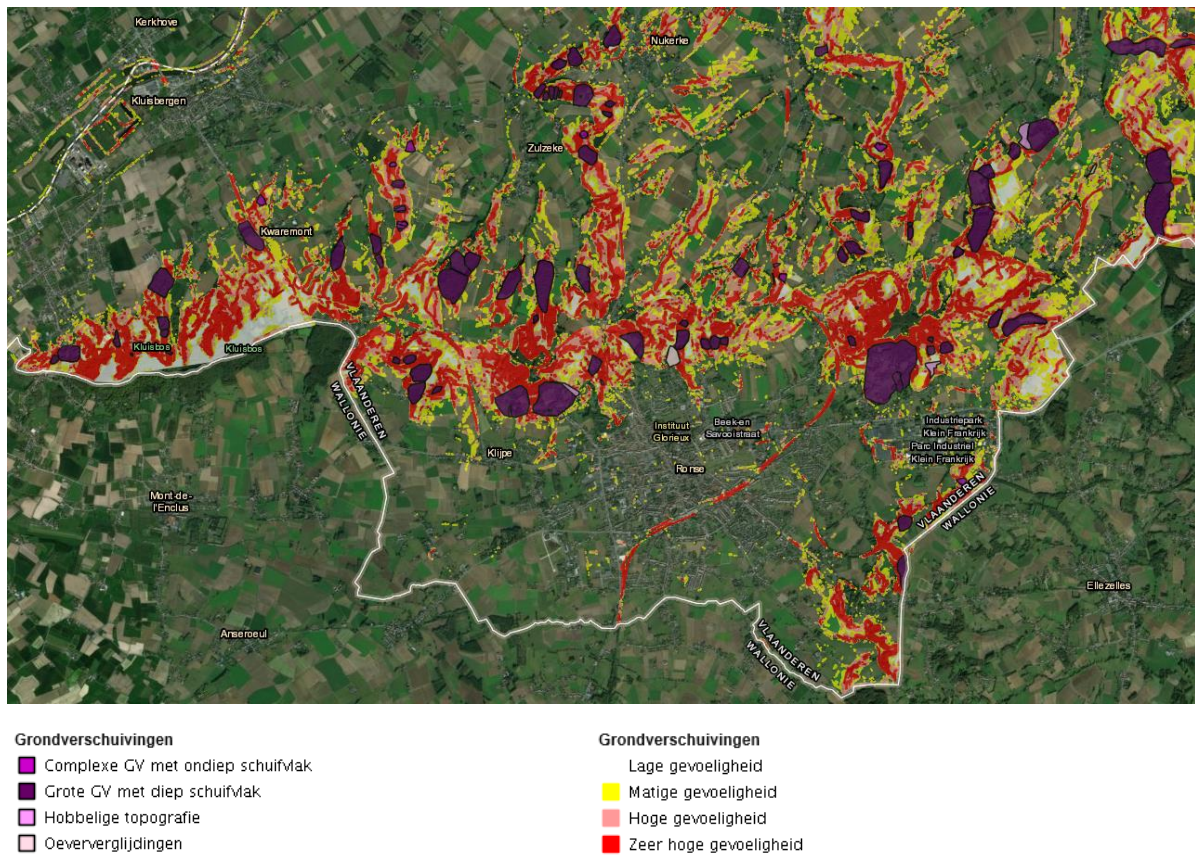 Kerkhove
Nukerke
Kluisbergen
Zulzeke
Kwaremont
Kluisbos
Kluisbos
VLAANDEREN
WALLONIE
Instituut
Glorieux
Beek-en
Savooistraat
Industriepark
Klein Frankrijk
Parc Industriel
Klein Frankrijk
Klijpe
Ronse
Mont-de-
l'Enclus
VLAANDEREN
WALLONIE
Ellezelles
Anseroeul
VLAANDEREN
WALLONIE
Grondverschuivingen
Complexe GV met ondiep schuifvlak
Grote GV met diep schuifvlak
Hobbelige topografie
Oeververglijdingen
Grondverschuivingen
Lage gevoeligheid
Matige gevoeligheid
Hoge gevoeligheid
Zeer hoge gevoeligheid